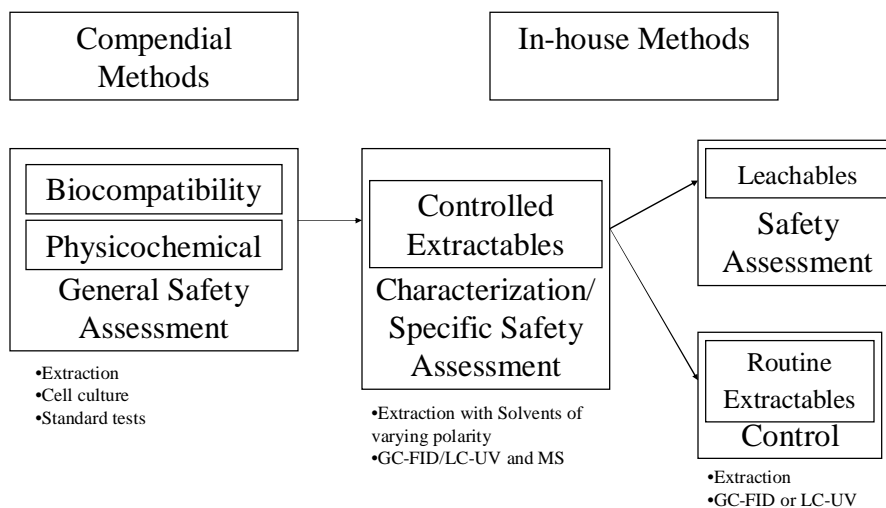 Compendial
Methods
In-house Methods
Biocompatibility
Physicochemical
General Safety
Assessment
•Extraction
•Cell culture
•Standard tests
Controlled
Extractables
Characterization/
Specific Safety
Assessment
•Extraction with Solvents of
varying polarity
•GC-FID/LC-UV and MS
Leachables
Safety
Assessment
Routine
Extractables
Control
•Extraction
•GC-FID or LC-UV